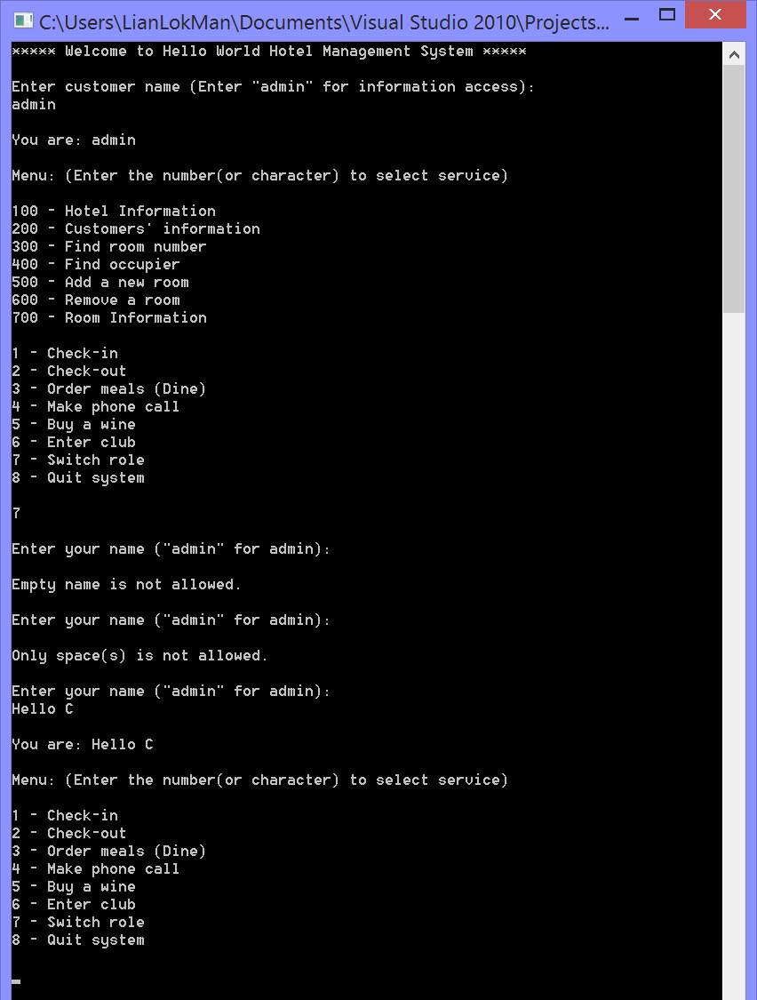 C:\Users\LianLokMan\Documents\Visual Studio 2010\Projects...
***** Welcome to Hello World Hotel Management System *****
Enter customer name (Enter "admin" for information access):
admin
You are: admin
Menu: (Enter the number(or character) to select service)
100 - Hotel Information
200 - Customers' information
300 - Find room number
400 - Find occupier
500 - Add a new room
600 - Remove a room
700 - Room Information
1 - Check-in
2 - Check-out
3 - Order meals (Dine)
4 - Make phone call
5 - Buy a wine
6 - Enter club
7 - Switch role
8 - Quit system
7
Enter your name ("admin" for admin):
Empty name is not allowed.
Enter your name ("admin" for admin):
Only space(s) is not allowed.
Enter your name ("admin" for admin):
Hello C
You are: Hello C
Menu: (Enter the number(or character) to select service)
1 - Check-in
2 - Check-out
3 - Order meals (Dine)
4 - Make phone call
5 - Buy a wine
6 - Enter club
7 - Switch role
8 - Quit system